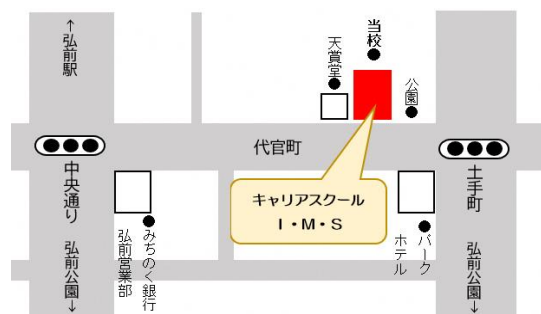 ↑弘前駅
天賞堂
当校
公園
代官町
中央通り
土手町
キャリアスクール
I・M・S
みちのく銀行
弘前営業部
パーク
ホテル
弘前公園↓
弘前公園↓